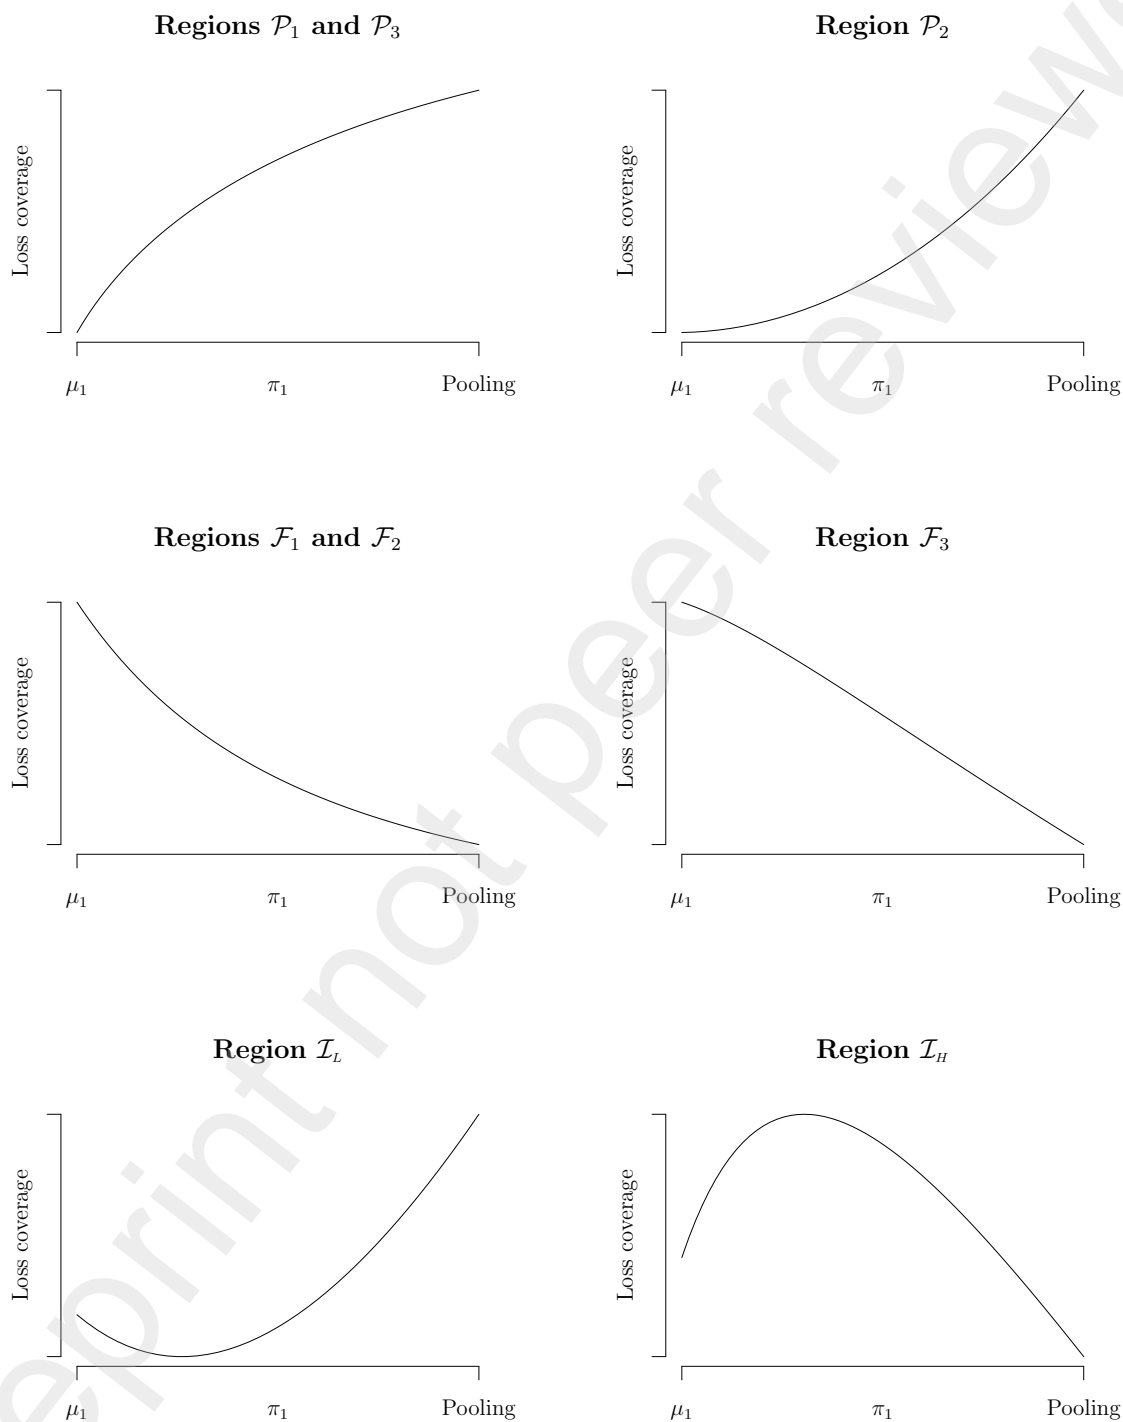 Regions 𝒫₁ and 𝒫₃
Loss coverage
μ₁ π₁ Pooling
Region 𝒫₂
Loss coverage
μ₁ π₁ Pooling
Regions ℱ₁ and ℱ₂
Loss coverage
μ₁ π₁ Pooling
Region ℱ₃
Loss coverage
μ₁ π₁ Pooling
Region ℐ_L
Loss coverage
μ₁ π₁ Pooling
Region ℐ_H
Loss coverage
μ₁ π₁ Pooling
eprint not peer review